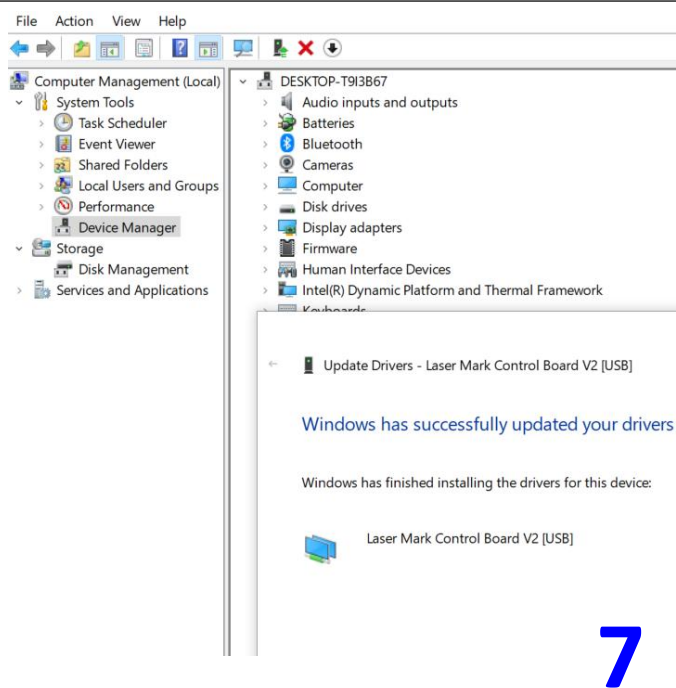 File Action View Help
Computer Management (Local)
System Tools
Task Scheduler
Event Viewer
Shared Folders
Local Users and Groups
Performance
Device Manager
Storage
Disk Management
Services and Applications
DESKTOP-T9I3B67
Audio inputs and outputs
Batteries
Bluetooth
Cameras
Computer
Disk drives
Display adapters
Firmware
Human Interface Devices
Intel(R) Dynamic Platform and Thermal Framework
Keyboards
Update Drivers - Laser Mark Control Board V2 [USB]
Windows has successfully updated your drivers
Windows has finished installing the drivers for this device:
Laser Mark Control Board V2 [USB]
7